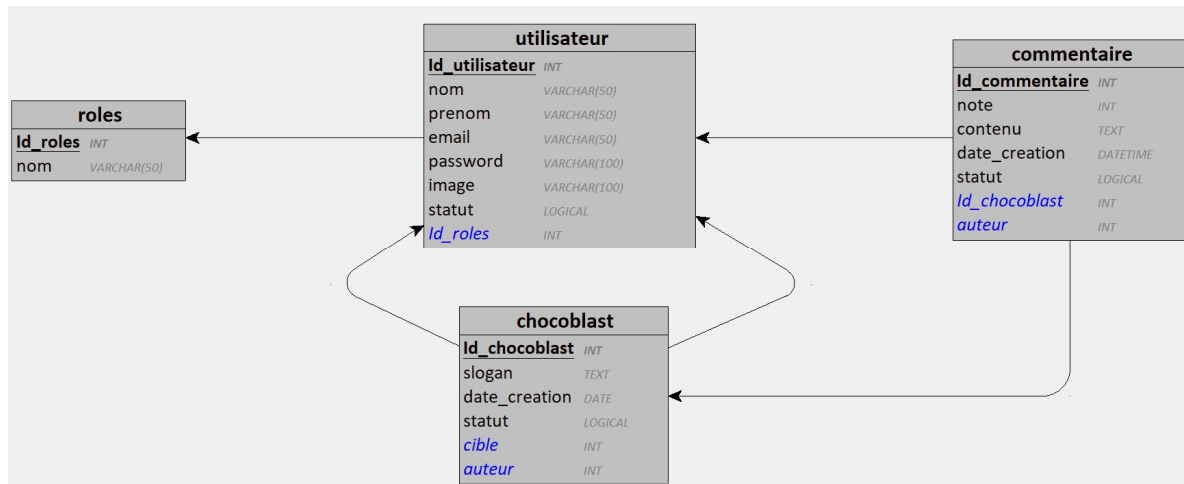 roles
Id_roles INT
nom VARCHAR(50)
utilisateur
Id_utilisateur INT
nom VARCHAR(50)
prenom VARCHAR(50)
email VARCHAR(50)
password VARCHAR(100)
image VARCHAR(100)
statut LOGICAL
Id_roles INT
commentaire
Id_commentaire INT
note INT
contenu TEXT
date_creation DATETIME
statut LOGICAL
Id_chocoblast INT
auteur INT
chocoblast
Id_chocoblast INT
slogan TEXT
date_creation DATE
statut LOGICAL
cible INT
auteur INT